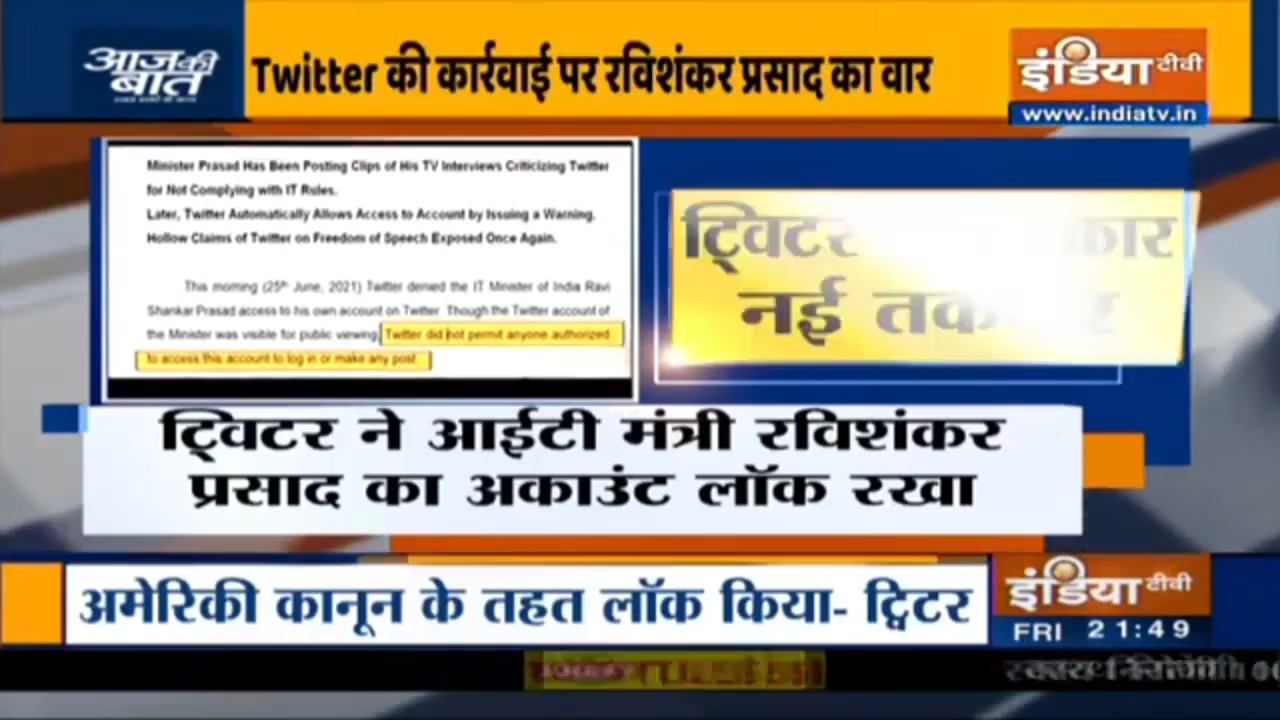 आज की
बात
Twitter की कार्रवाई पर रविशंकर प्रसाद का वार
इंडिया टीवी
www.indiatv.in
Minister Prasad Has Been Posting Clips of His TV Interviews Criticizing Twitter
for Not Complying with IT Rules.
Later, Twitter Automatically Allows Access to Account by Issuing a Warning.
Hollow Claims of Twitter on Freedom of Speech Exposed Once Again.
This morning (25th June, 2021) Twitter denied the IT Minister of India Ravi
Shankar Prasad access to his own account on Twitter. Though the Twitter account of
the Minister was visible for public viewing, Twitter did not permit anyone authorized
to access this account to log in or make any post.
ट्विटर
नई
ट्विटर ने आईटी मंत्री रविशंकर
प्रसाद का अकाउंट लॉक रखा
अमेरिकी कानून के तहत लॉक किया- ट्विटर
इंडिया टीवी
FRI 21:49